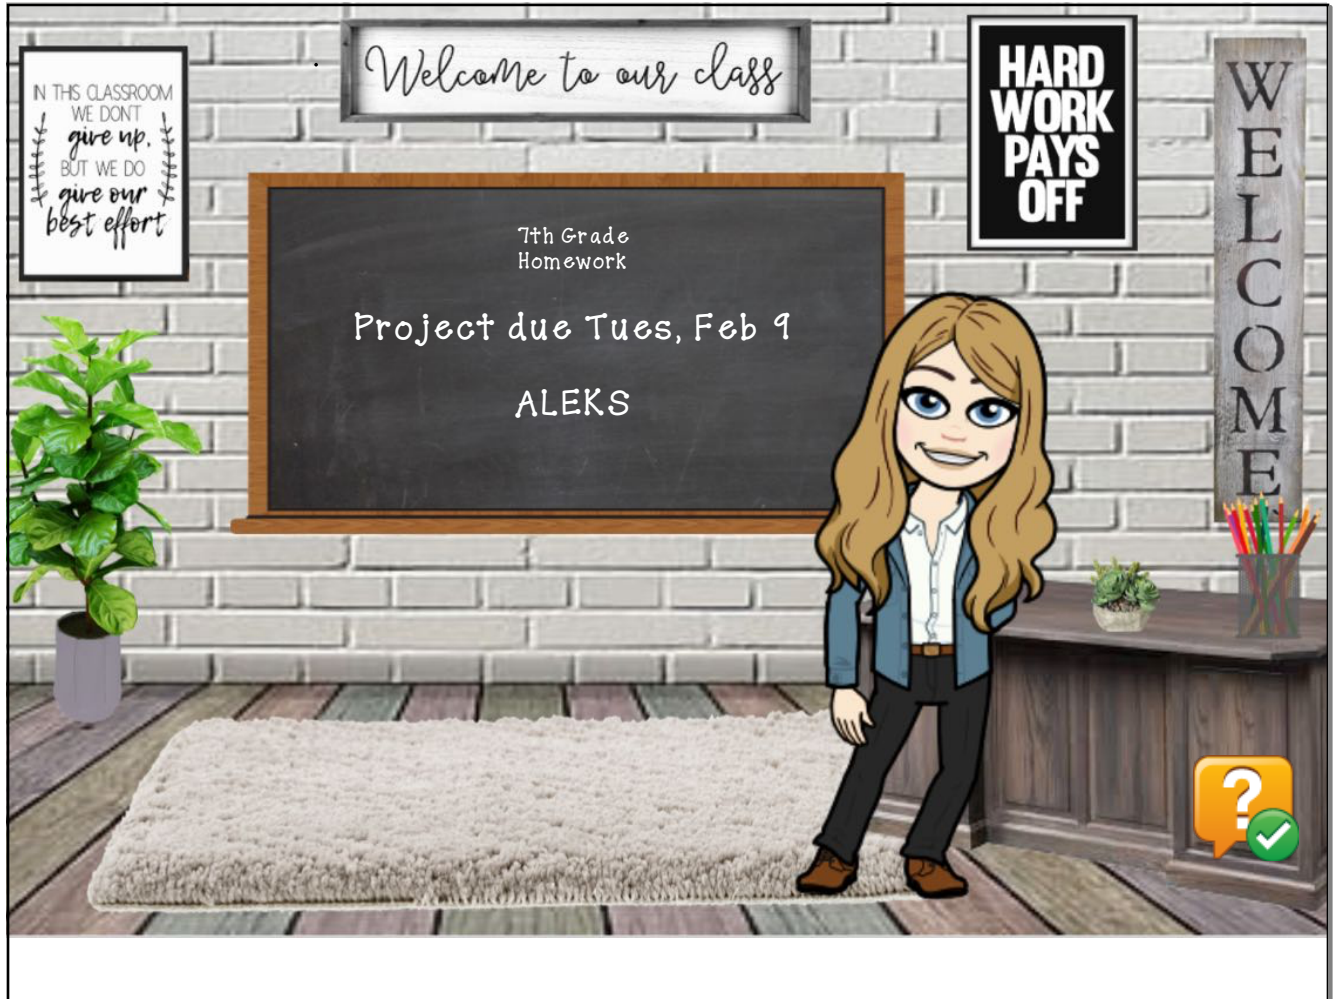 IN THIS CLASSROOM
WE DON'T
give up,
BUT WE DO
give our
best effort
Welcome to our class
HARD
WORK
PAYS
OFF
WELCOME
7th Grade
Homework
Project due Tues, Feb 9
ALEKS
?